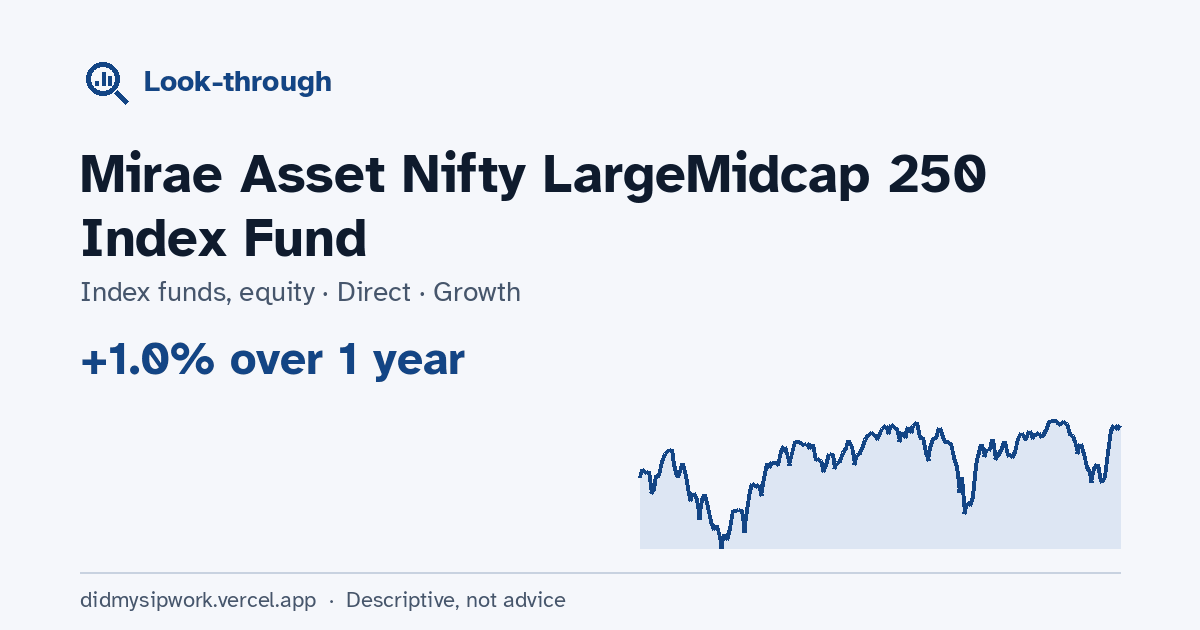 Look-through
Mirae Asset Nifty LargeMidcap 250
Index Fund
Index funds, equity · Direct · Growth
+1.0% over 1 year
didmysipwork.vercel.app · Descriptive, not advice